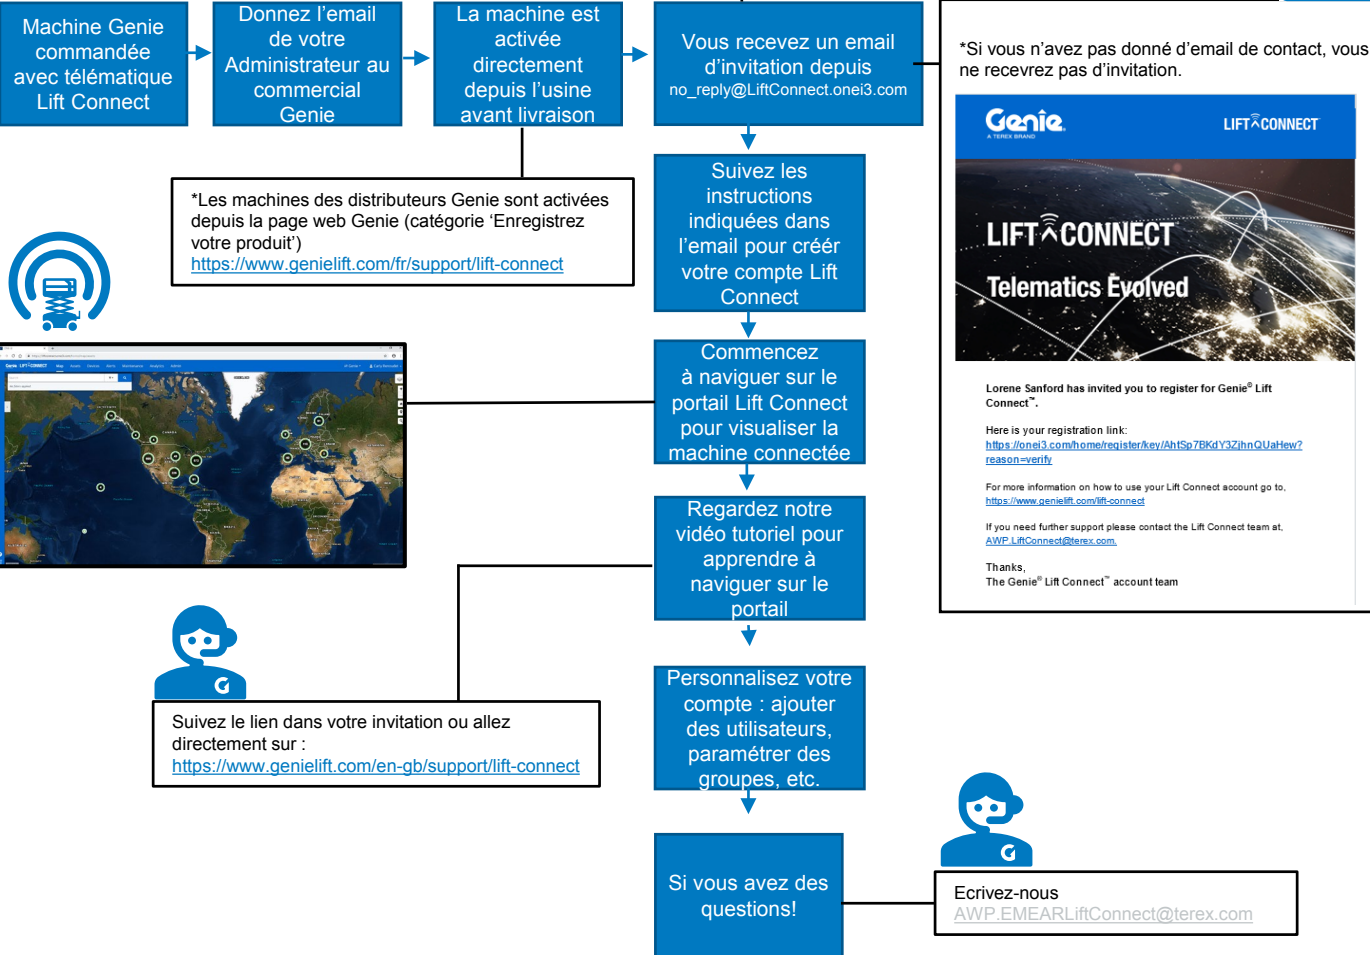 Machine Genie
commandée
avec télématique
Lift Connect
Donnez l'email
de votre
Administrateur au
commercial
Genie
La machine est
activée
directement
depuis l'usine
avant livraison
Vous recevez un email
d'invitation depuis
no_reply@LiftConnect.onei3.com
*Si vous n'avez pas donné d'email de contact, vous
ne recevrez pas d'invitation.
Genie
A TEREX BRAND
LIFT CONNECT
LIFT CONNECT
Telematics Evolved
Lorene Sanford has invited you to register for Genie® Lift
Connect™.
Here is your registration link:
https://onei3.com/home/register/key/AhtSp7BKdY3ZjhnQUaHew?
reason=verify
For more information on how to use your Lift Connect account go to,
https://www.genielift.com/lift-connect
If you need further support please contact the Lift Connect team at,
AWP.LiftConnect@terex.com.
Thanks,
The Genie® Lift Connect™ account team
*Les machines des distributeurs Genie sont activées
depuis la page web Genie (catégorie 'Enregistrez
votre produit')
https://www.genielift.com/fr/support/lift-connect
Suivez les
instructions
indiquées dans
l'email pour créér
votre compte Lift
Connect
Genie LIFT CONNECT
Commencez
à naviguer sur le
portail Lift Connect
pour visualiser la
machine connectée
Regardez notre
vidéo tutoriel pour
apprendre à
naviguer sur le
portail
G
Suivez le lien dans votre invitation ou allez
directement sur :
https://www.genielift.com/en-gb/support/lift-connect
Personnalisez votre
compte : ajouter
des utilisateurs,
paramétrer des
groupes, etc.
Si vous avez des
questions!
G
Ecrivez-nous
AWP.EMEARLiftConnect@terex.com